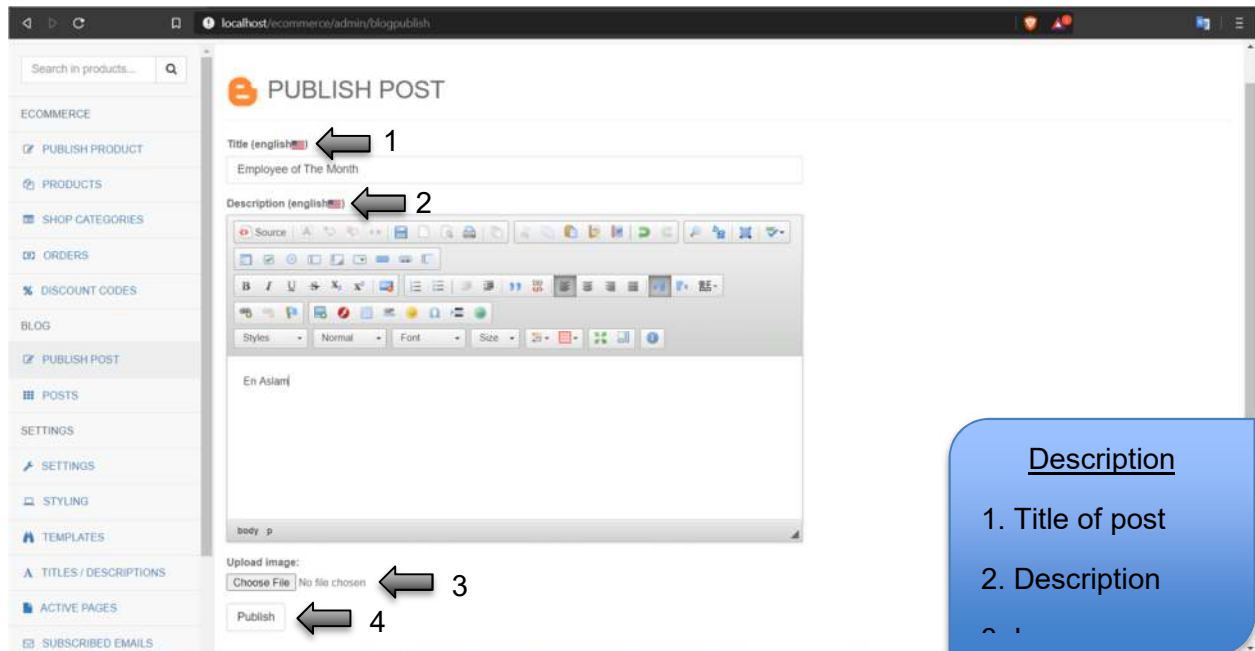 localhost/ecommerce/admin/blogpublish
Search in products...
ECOMMERCE
PUBLISH PRODUCT
PRODUCTS
SHOP CATEGORIES
ORDERS
DISCOUNT CODES
BLOG
PUBLISH POST
POSTS
SETTINGS
SETTINGS
STYLING
TEMPLATES
TITLES / DESCRIPTIONS
ACTIVE PAGES
SUBSCRIBED EMAILS
PUBLISH POST
Title (english) 1
Employee of The Month
Description (english) 2
Source
B I U S X₂ x²
Styles Normal Font Size
En Aslam
body p
Upload image:
Choose File No file chosen 3
Publish 4
Description
1. Title of post
2. Description